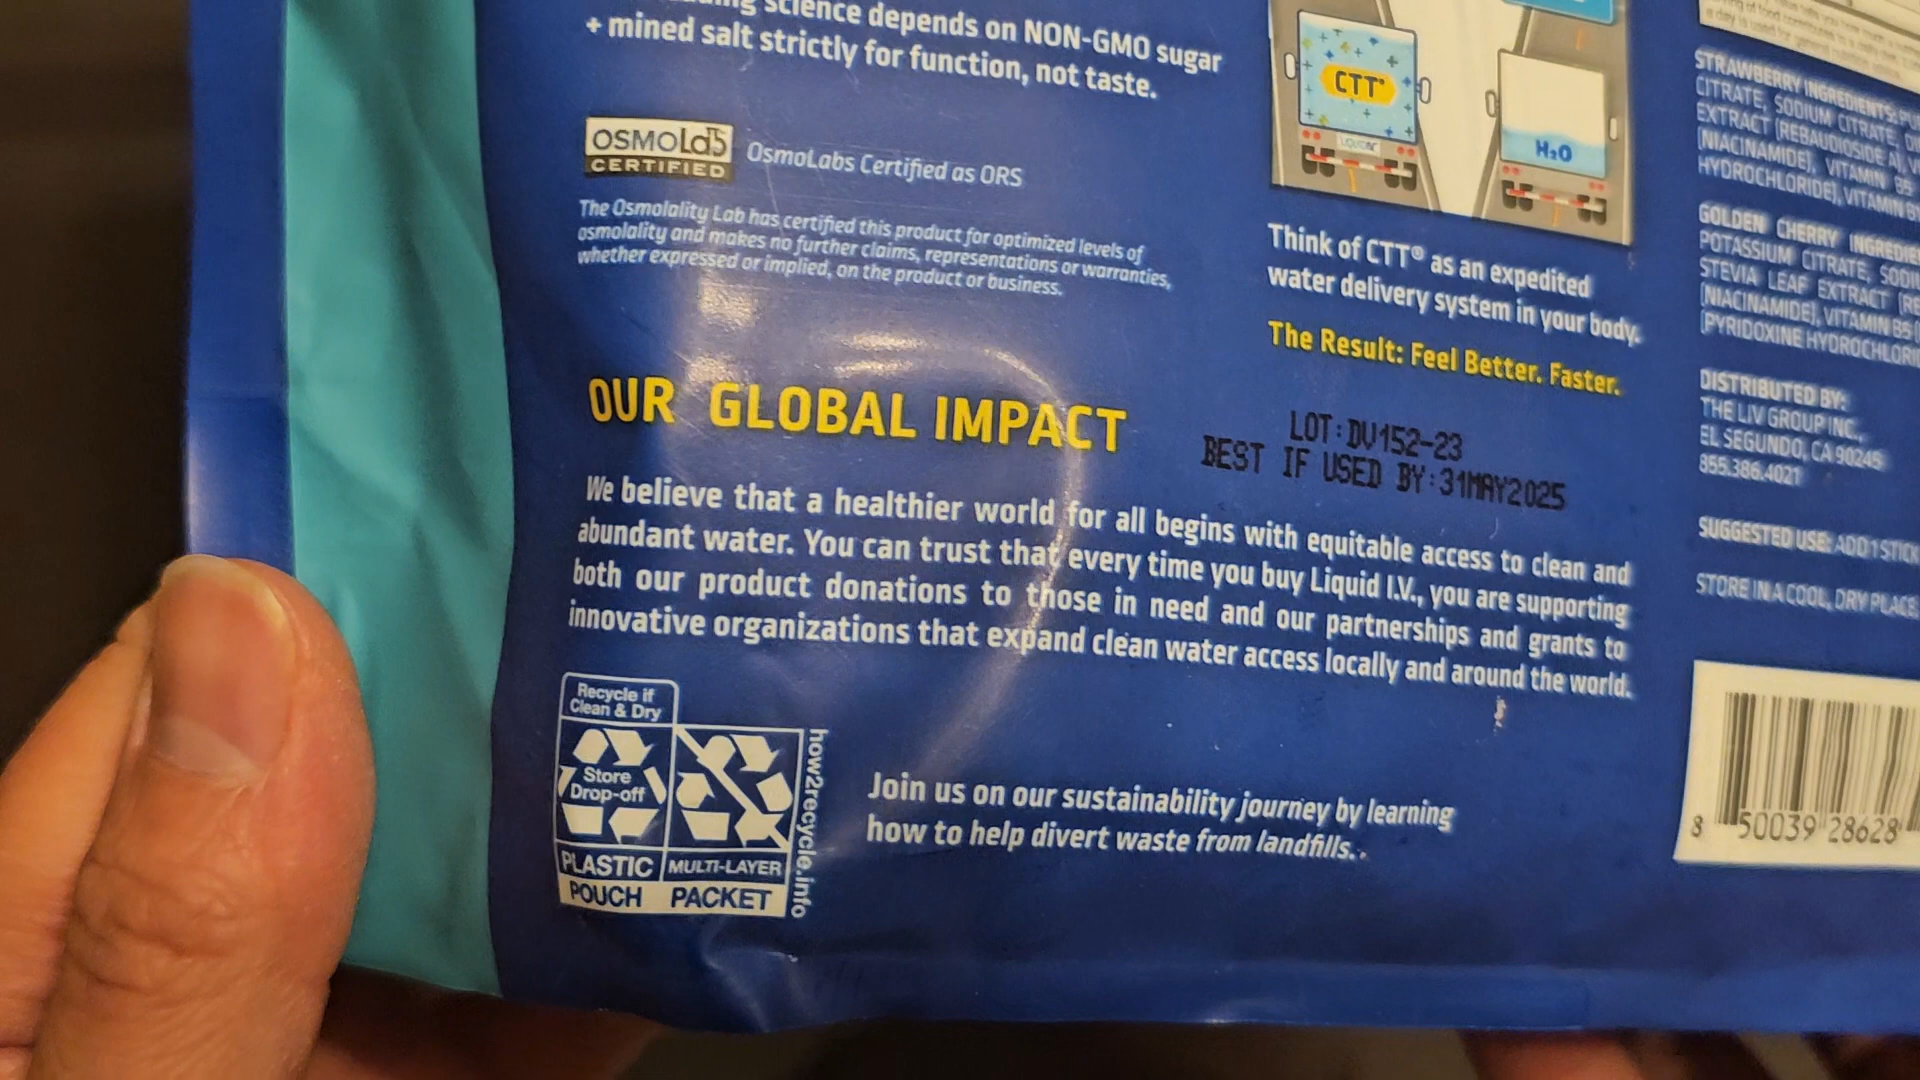 science depends on NON-GMO sugar
+ mined salt strictly for function, not taste.
OSMOLab
CERTIFIED
OsmoLabs Certified as ORS
The Osmolality Lab has certified this product for optimized levels of
osmolality and makes no further claims, representations or warranties,
whether expressed or implied, on the product or business.
OUR GLOBAL IMPACT
We believe that a healthier world for all begins with equitable access to clean and
abundant water. You can trust that every time you buy Liquid I.V., you are supporting
both our product donations to those in need and our partnerships and grants to
innovative organizations that expand clean water access locally and around the world.
Recycle if
Clean & Dry
Store
Drop-off
PLASTIC
POUCH
MULTI-LAYER
PACKET
how2recycle.info
Join us on our sustainability journey by learning
how to help divert waste from landfills.
CTT®
LIQUID I.V.
H₂O
Think of CTT® as an expedited
water delivery system in your body.
The Result: Feel Better. Faster.
LOT:DV152-23
BEST IF USED BY:31MAY2025
STRAWBERRY INGREDIENTS:
CITRATE, SODIUM CITRATE,
EXTRACT (REBAUDIOSIDE A),
(NIACINAMIDE), VITAMIN B5
HYDROCHLORIDE), VITAMIN
GOLDEN CHERRY
POTASSIUM CITRATE,
STEVIA LEAF EXTRACT
(NIACINAMIDE), VITAMIN B5
(PYRIDOXINE
DISTRIBUTED BY:
THE LIV GROUP INC.,
EL SEGUNDO, CA 90245
855.386.4021
SUGGESTED USE: ADD 1 STICK
STORE IN A COOL, DRY PLACE.
8 50039 28628